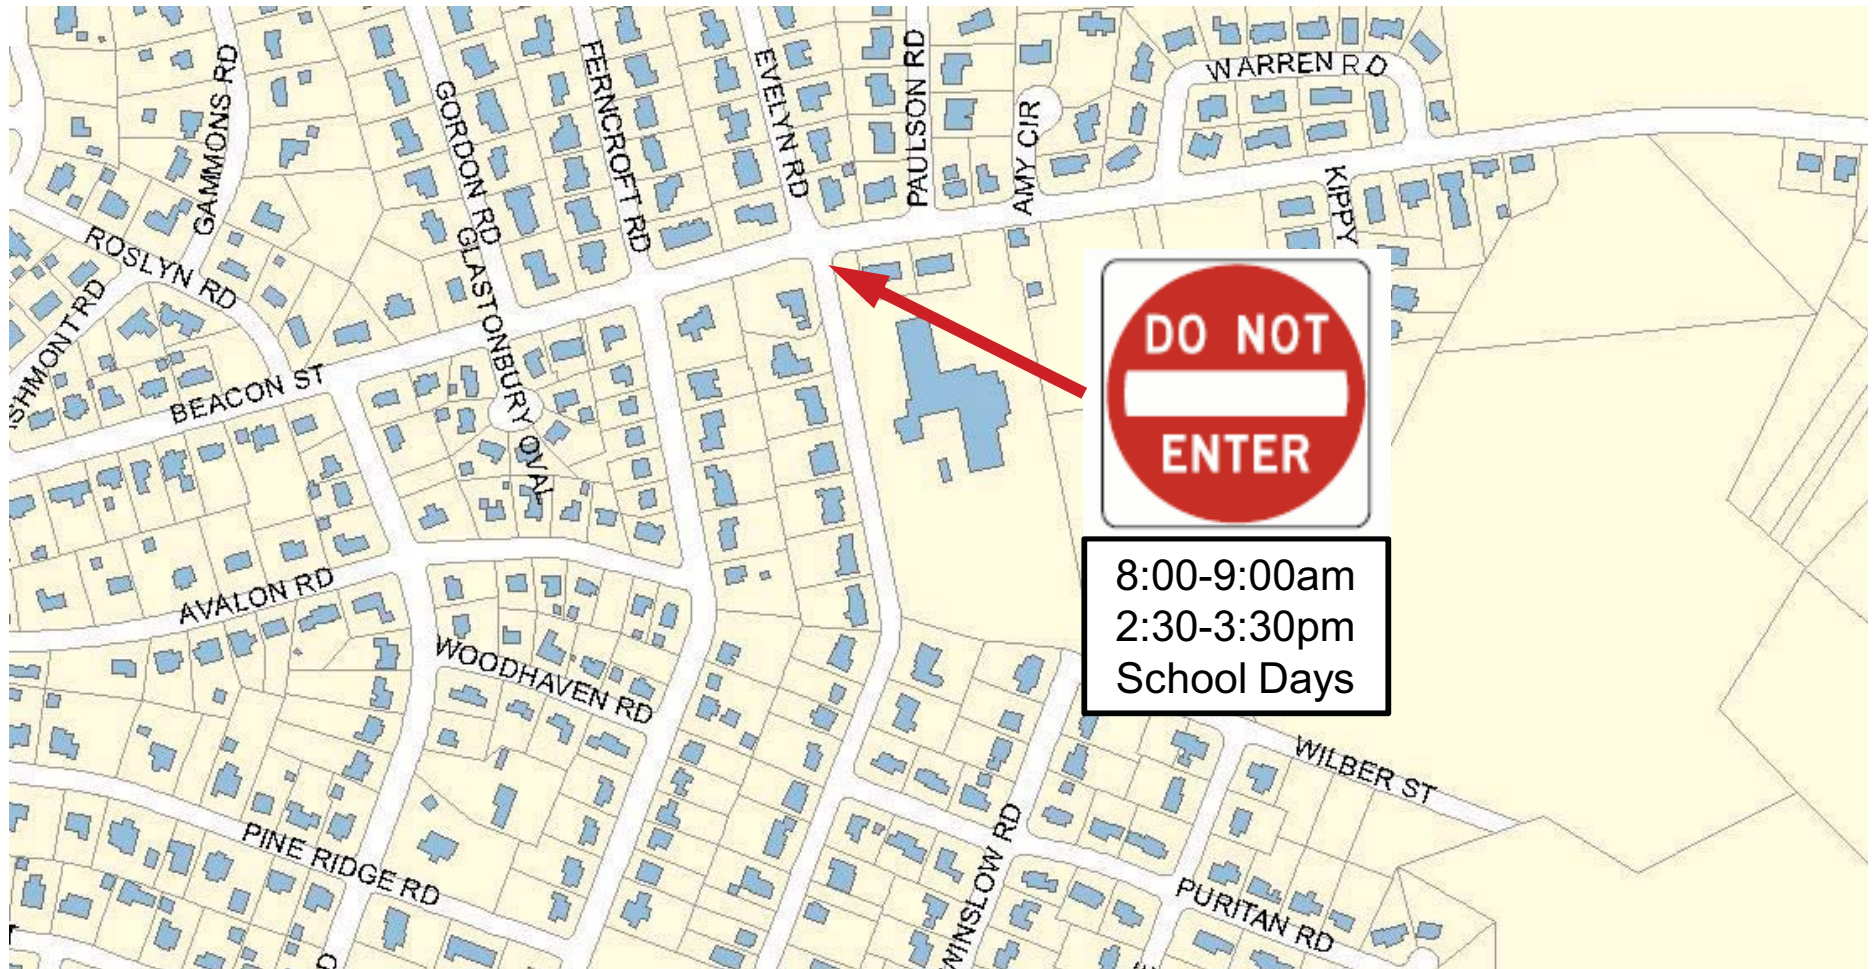 GAMMONS RD
GORDON RD
FERNCROFT RD
EVELYN RD
PAULSON RD
AMY CIR
WARREN RD
KIPPY
ROSLYN RD
GLASTONBURY OVAL
SHMONT RD
BEACON ST
DO NOT
ENTER
8:00-9:00am
2:30-3:30pm
School Days
AVALON RD
WOODHAVEN RD
WILBER ST
PINE RIDGE RD
WINSLOW RD
PURITAN RD